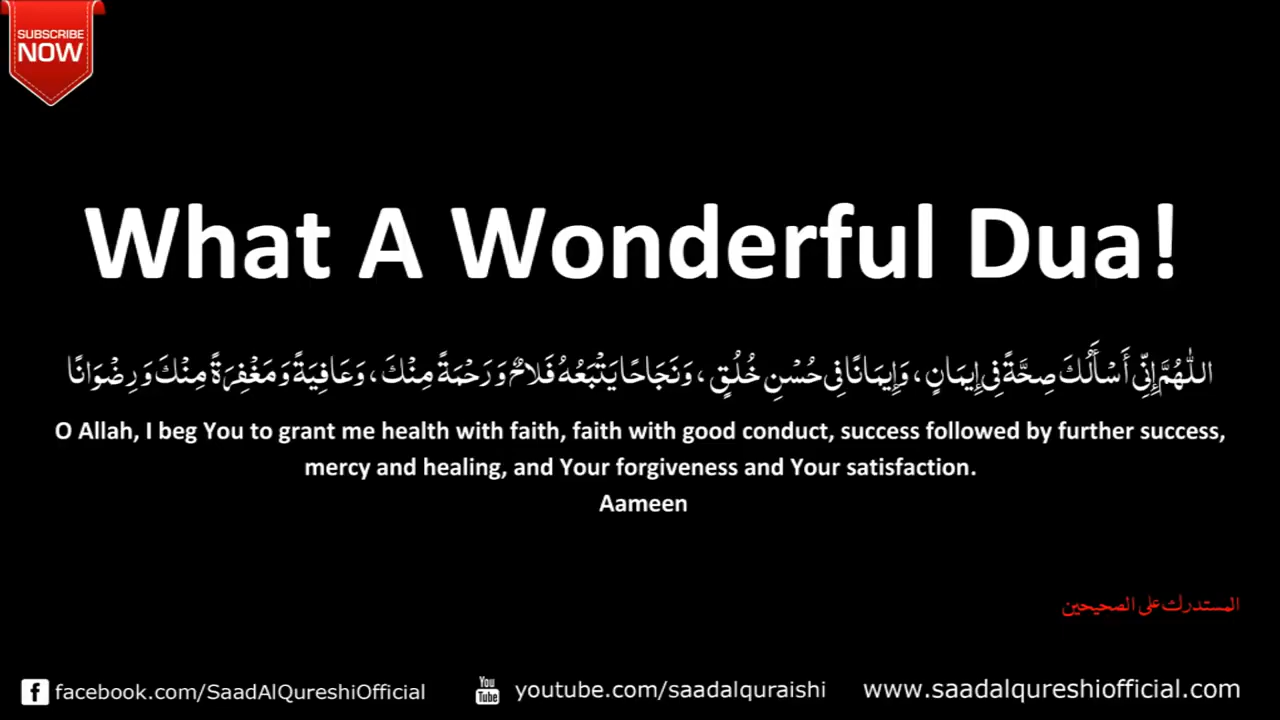 SUBSCRIBE
NOW
What A Wonderful Dua!
اللّٰهُمَّ إِنِّي أَسْأَلُكَ صِحَّةً فِي إِيمَانٍ ، وَإِيمَانًا فِي حُسْنِ خُلُقٍ ، وَنَجَاحًا يَتْبَعُهُ فَلَاحٌ وَرَحْمَةً مِنْكَ ، وَعَافِيَةً وَمَغْفِرَةً مِنْكَ وَرِضْوَانًا
O Allah, I beg You to grant me health with faith, faith with good conduct, success followed by further success,
mercy and healing, and Your forgiveness and Your satisfaction.
Aameen
المستدرك على الصحيحين
facebook.com/SaadAlQureshiOfficial You Tube youtube.com/saadalquraishi www.saadalqureshiofficial.com